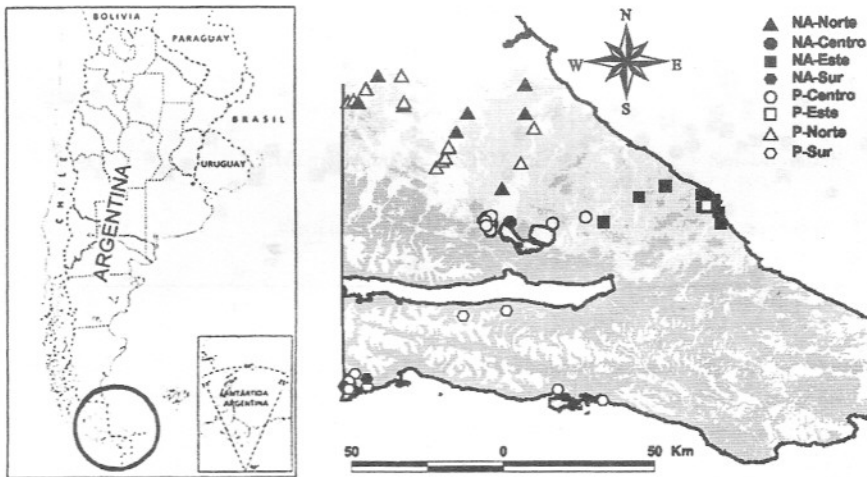 BOLIVIA
PARAGUAY
BRASIL
URUGUAY
CHILE
ARGENTINA
ANTARTIDA
ARGENTINA
N
W E
S
NA-Norte
NA-Centro
NA-Este
NA-Sur
P-Centro
P-Este
P-Norte
P-Sur
50 0 50 Km